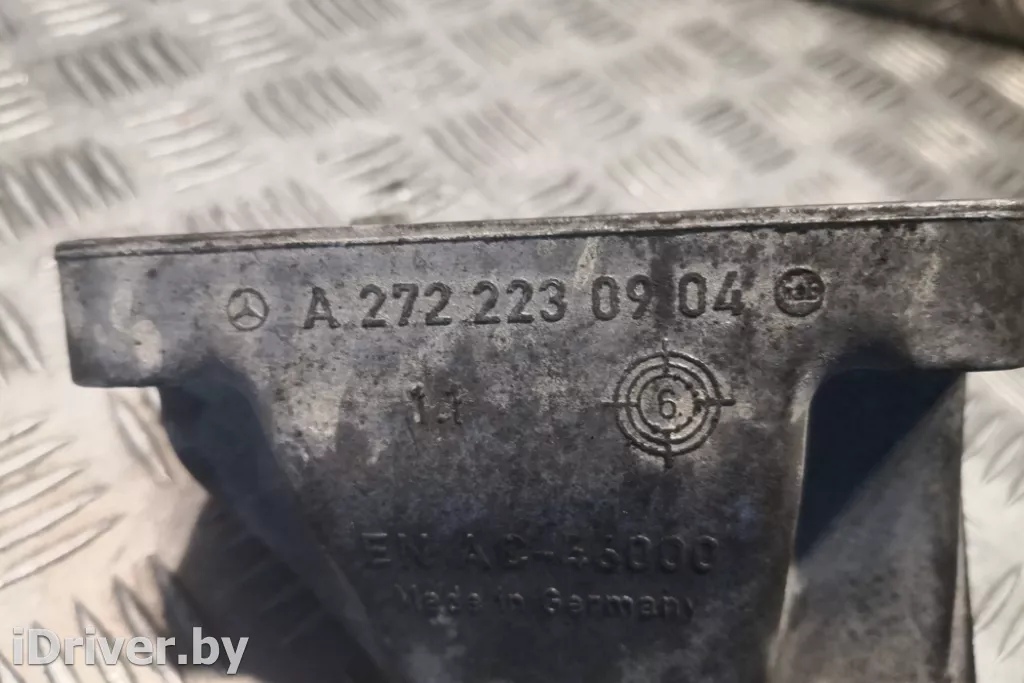 A 272 223 09 04
6
EN AC-46000
Made in Germany
iDriver.by